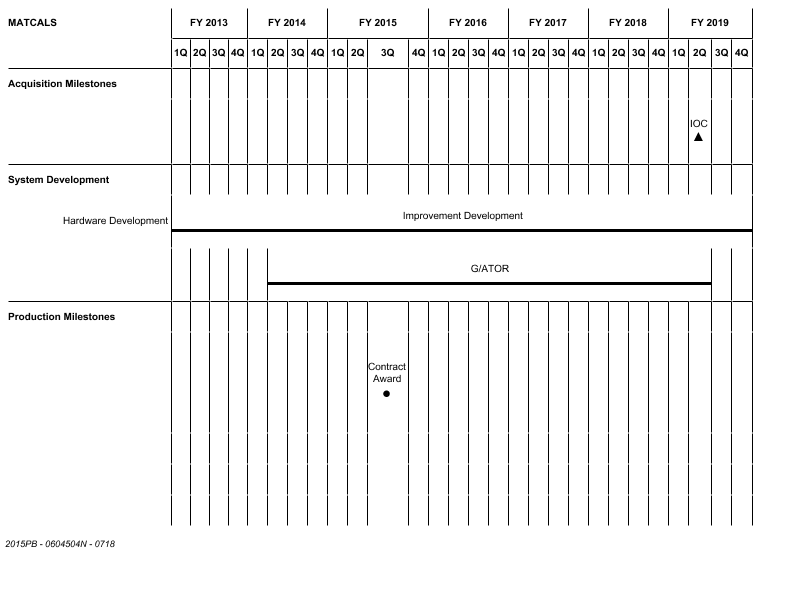 MATCALS FY 2013 FY 2014 FY 2015 FY 2016 FY 2017 FY 2018 FY 2019
1Q 2Q 3Q 4Q 1Q 2Q 3Q 4Q 1Q 2Q 3Q 4Q 1Q 2Q 3Q 4Q 1Q 2Q 3Q 4Q 1Q 2Q 3Q 4Q 1Q 2Q 3Q 4Q
Acquisition Milestones
IOC
System Development
Hardware Development Improvement Development
G/ATOR
Production Milestones
Contract
Award
2015PB - 0604504N - 0718